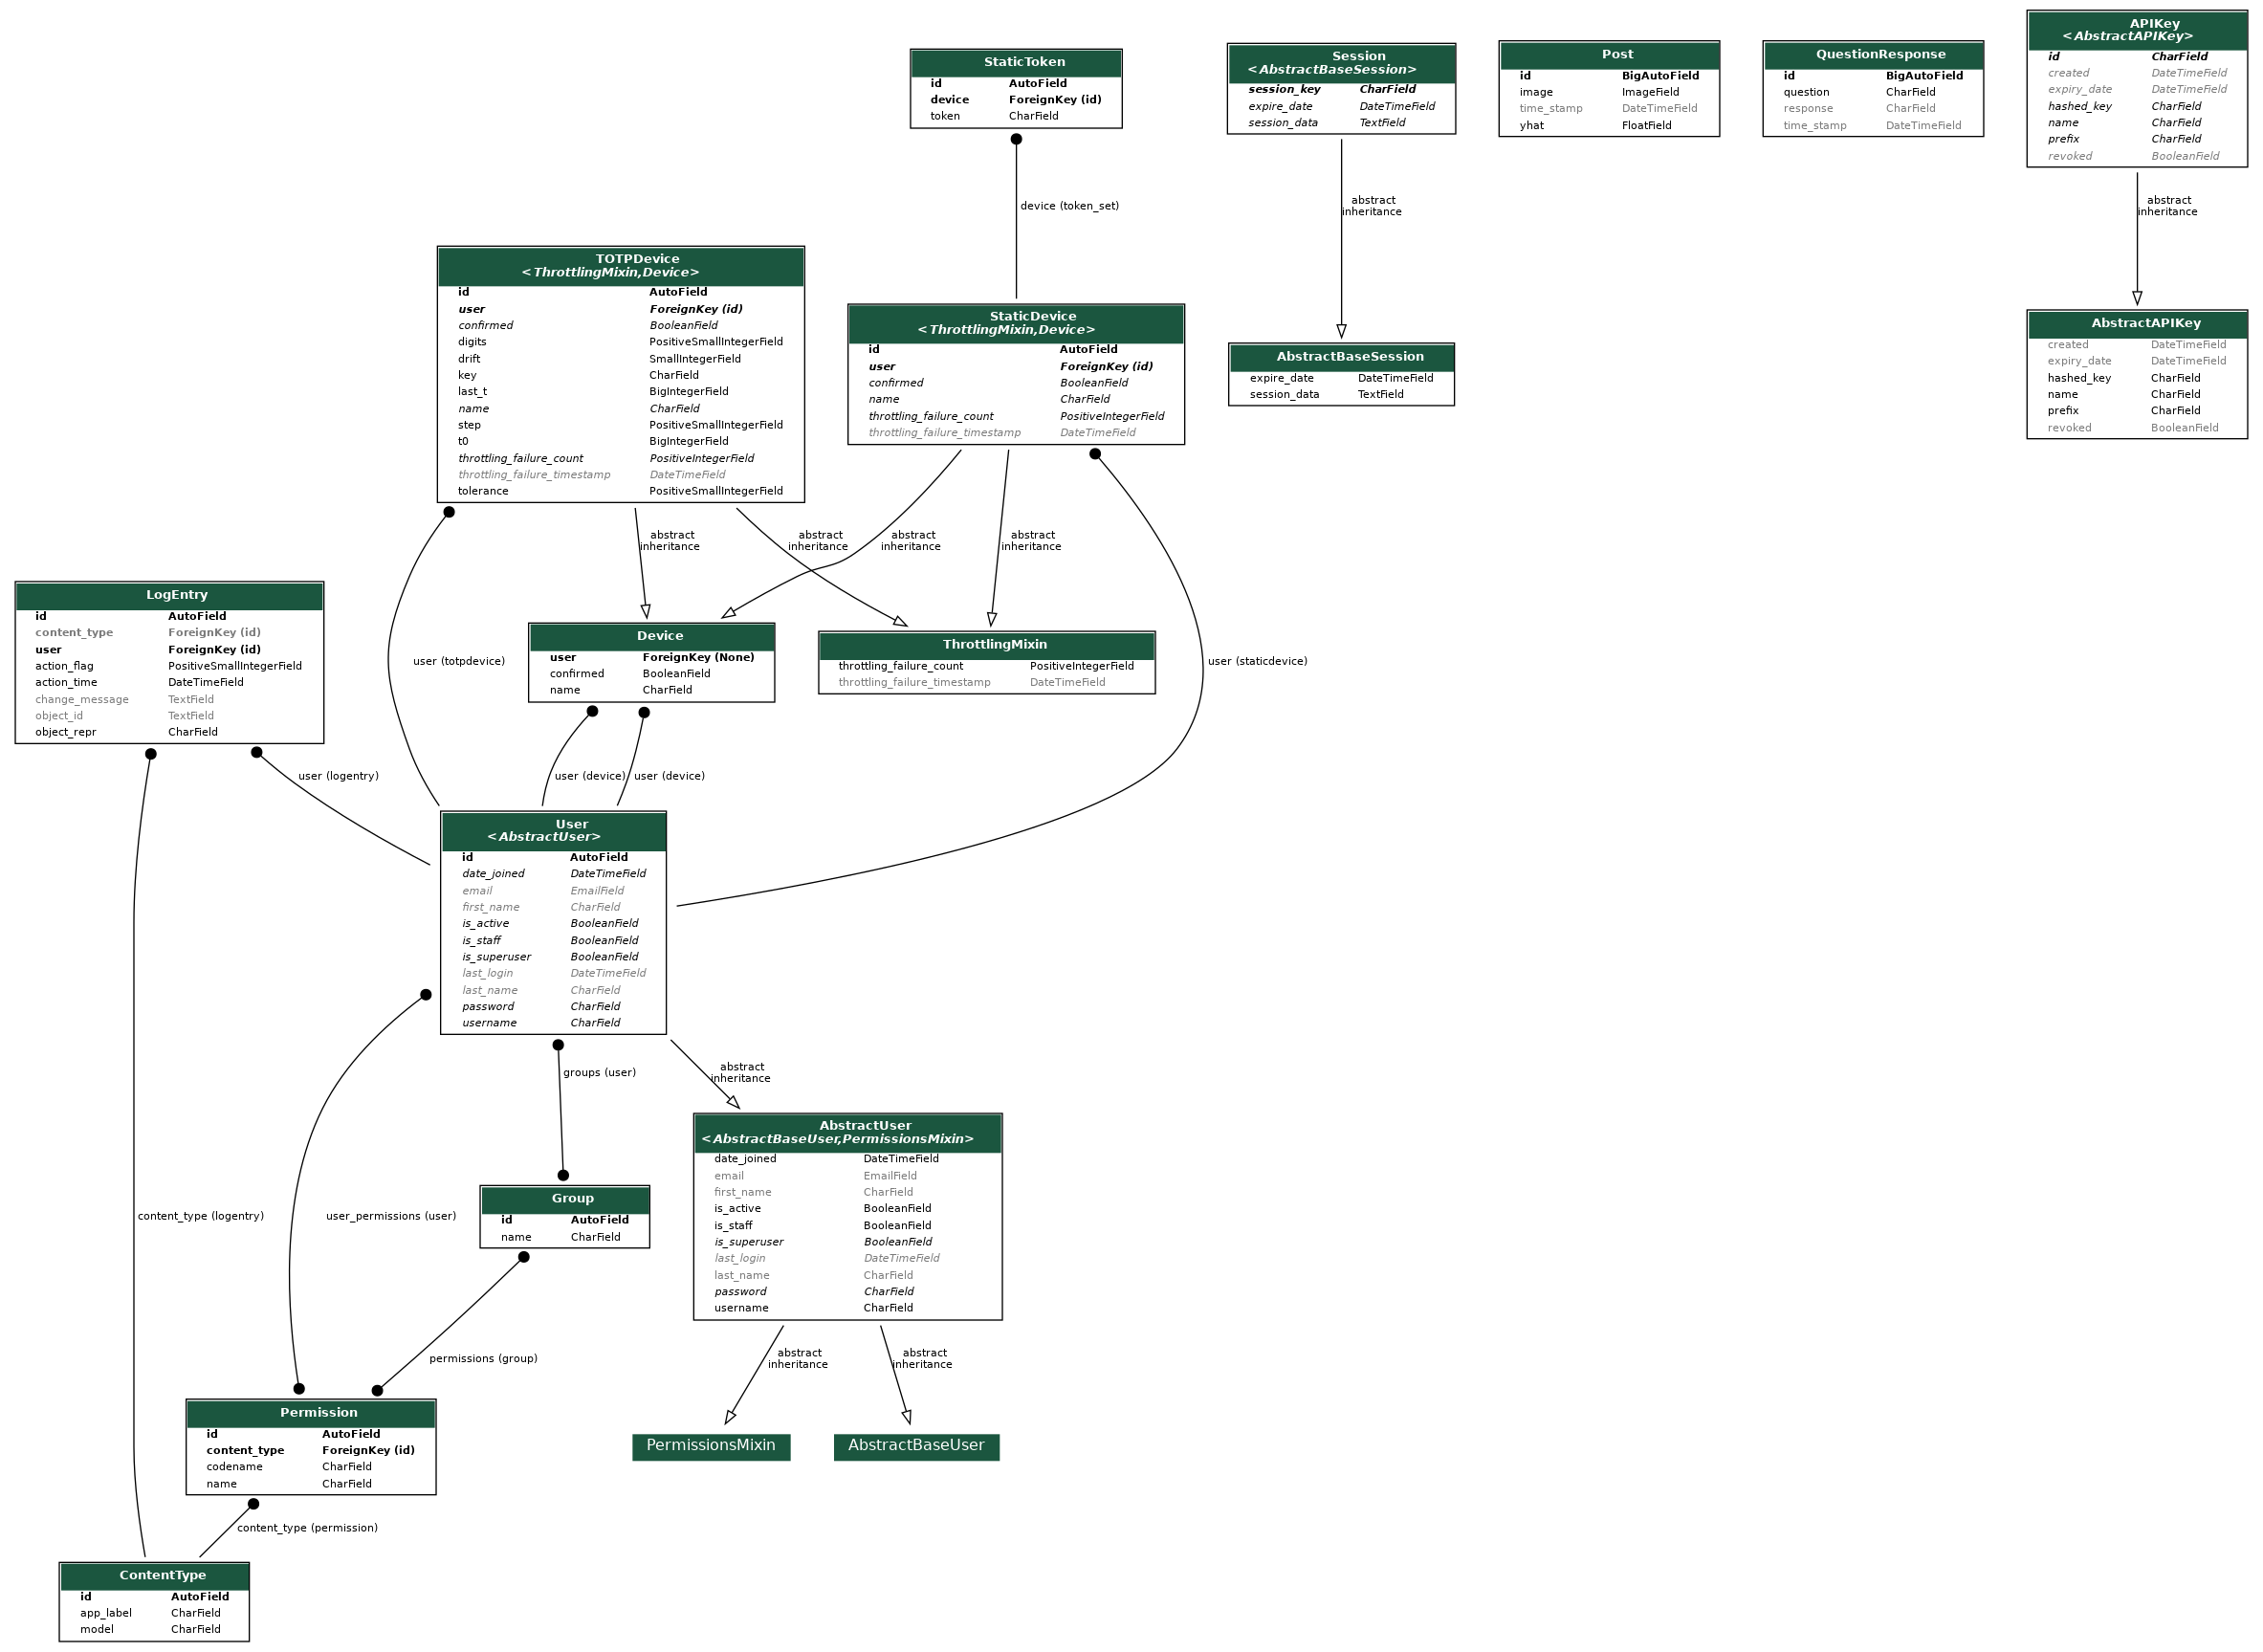 StaticToken
id AutoField
device ForeignKey (id)
token CharField
device (token_set)
Session
<AbstractBaseSession>
session_key CharField
expire_date DateTimeField
session_data TextField
abstract
inheritance
Post
id BigAutoField
image ImageField
time_stamp DateTimeField
yhat FloatField
QuestionResponse
id BigAutoField
question CharField
response CharField
time_stamp DateTimeField
APIKey
<AbstractAPIKey>
id CharField
created DateTimeField
expiry_date DateTimeField
hashed_key CharField
name CharField
prefix CharField
revoked BooleanField
abstract
inheritance
TOTPDevice
<ThrottlingMixin,Device>
id AutoField
user ForeignKey (id)
confirmed BooleanField
digits PositiveSmallIntegerField
drift SmallIntegerField
key CharField
last_t BigIntegerField
name CharField
step PositiveSmallIntegerField
t0 BigIntegerField
throttling_failure_count PositiveIntegerField
throttling_failure_timestamp DateTimeField
tolerance PositiveSmallIntegerField
StaticDevice
<ThrottlingMixin,Device>
id AutoField
user ForeignKey (id)
confirmed BooleanField
name CharField
throttling_failure_count PositiveIntegerField
throttling_failure_timestamp DateTimeField
AbstractBaseSession
expire_date DateTimeField
session_data TextField
AbstractAPIKey
created DateTimeField
expiry_date DateTimeField
hashed_key CharField
name CharField
prefix CharField
revoked BooleanField
abstract
inheritance
abstract
inheritance
abstract
inheritance
abstract
inheritance
LogEntry
id AutoField
content_type ForeignKey (id)
user ForeignKey (id)
action_flag PositiveSmallIntegerField
action_time DateTimeField
change_message TextField
object_id TextField
object_repr CharField
user (totpdevice)
Device
user ForeignKey (None)
confirmed BooleanField
name CharField
ThrottlingMixin
throttling_failure_count PositiveIntegerField
throttling_failure_timestamp DateTimeField
user (staticdevice)
user (logentry)
user (device)
user (device)
User
<AbstractUser>
id AutoField
date_joined DateTimeField
email EmailField
first_name CharField
is_active BooleanField
is_staff BooleanField
is_superuser BooleanField
last_login DateTimeField
last_name CharField
password CharField
username CharField
groups (user)
abstract
inheritance
AbstractUser
<AbstractBaseUser,PermissionsMixin>
date_joined DateTimeField
email EmailField
first_name CharField
is_active BooleanField
is_staff BooleanField
is_superuser BooleanField
last_login DateTimeField
last_name CharField
password CharField
username CharField
Group
id AutoField
name CharField
content_type (logentry)
user_permissions (user)
permissions (group)
abstract
inheritance
abstract
inheritance
Permission
id AutoField
content_type ForeignKey (id)
codename CharField
name CharField
PermissionsMixin
AbstractBaseUser
content_type (permission)
ContentType
id AutoField
app_label CharField
model CharField